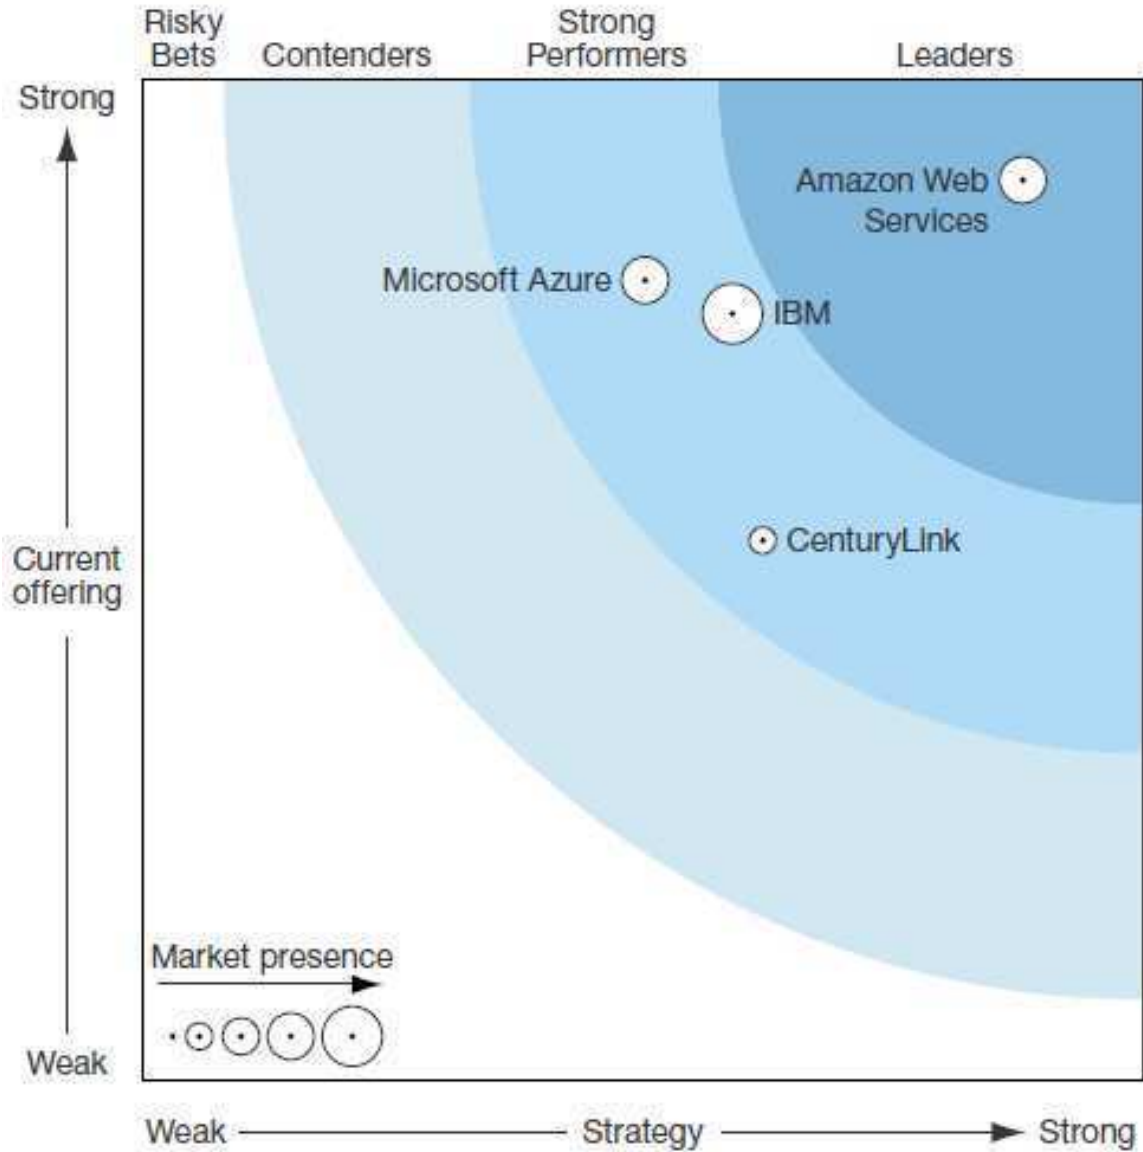 Risky
Bets
Contenders
Strong
Performers
Leaders
Strong
Amazon Web
Services
Microsoft Azure
IBM
CenturyLink
Current
offering
Market presence
Weak
Weak
Strategy
Strong